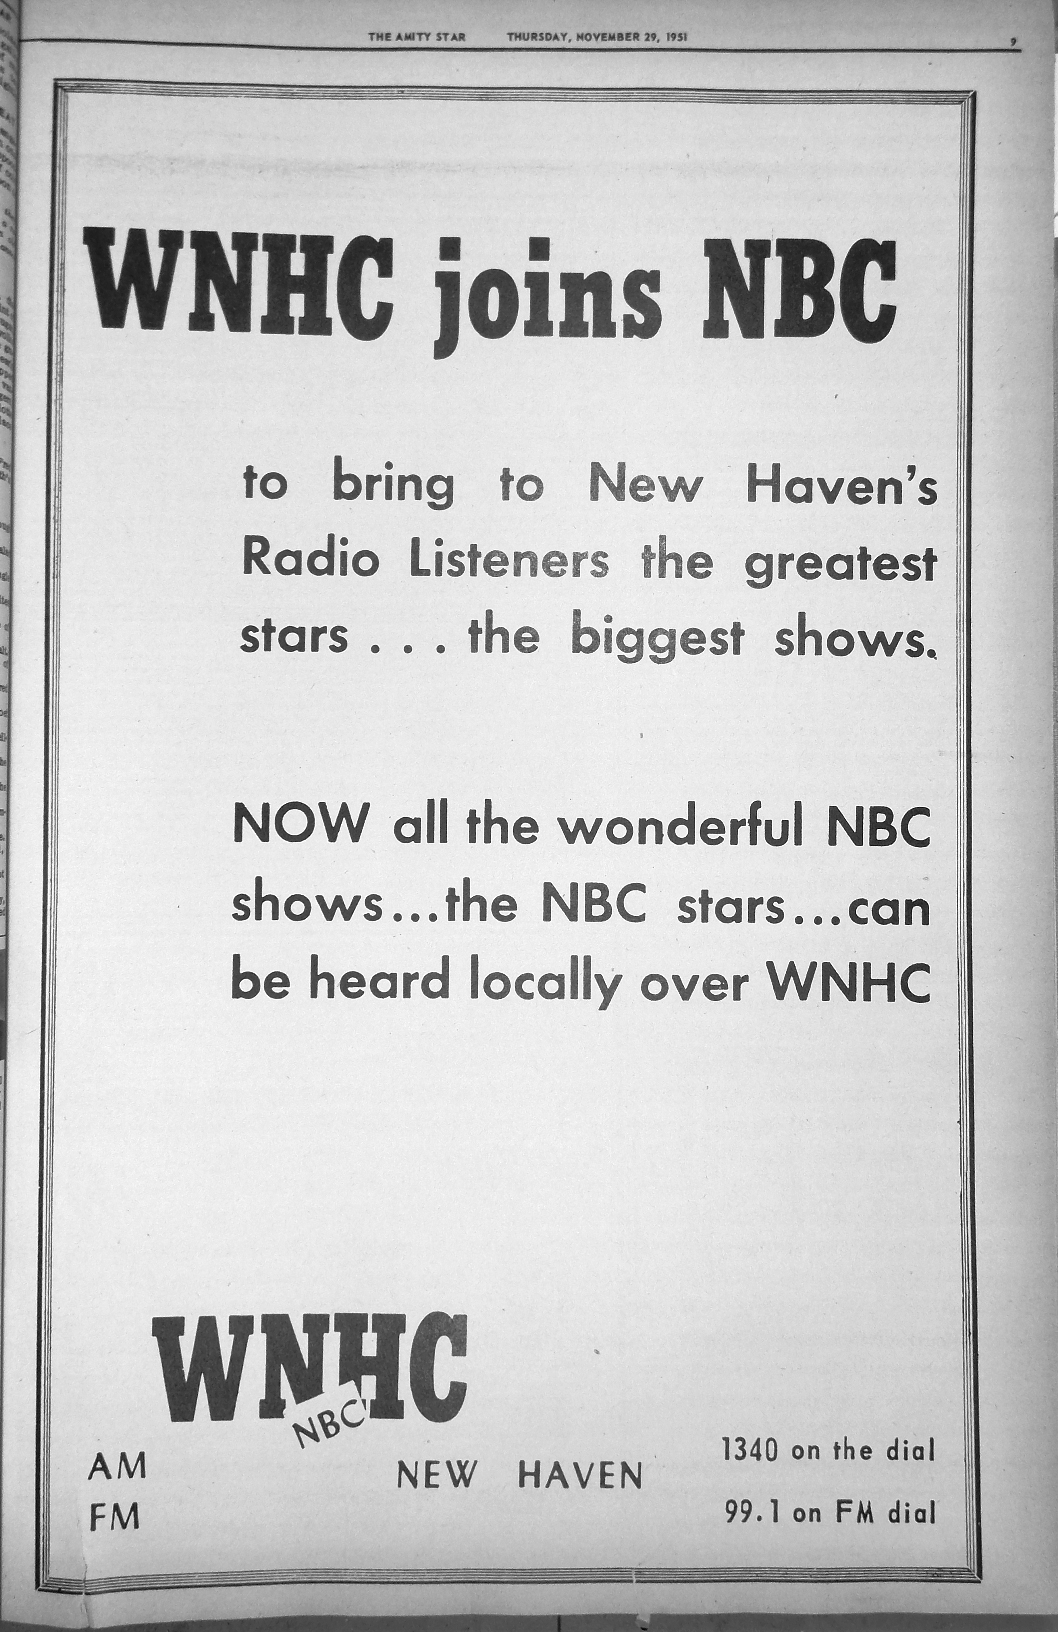 THE AMITY STAR THURSDAY, NOVEMBER 29, 1951 9
WNHC joins NBC
to bring to New Haven's
Radio Listeners the greatest
stars . . . the biggest shows.
NOW all the wonderful NBC
shows...the NBC stars...can
be heard locally over WNHC
WNHC
NBC
AM
FM
NEW HAVEN
1340 on the dial
99.1 on FM dial